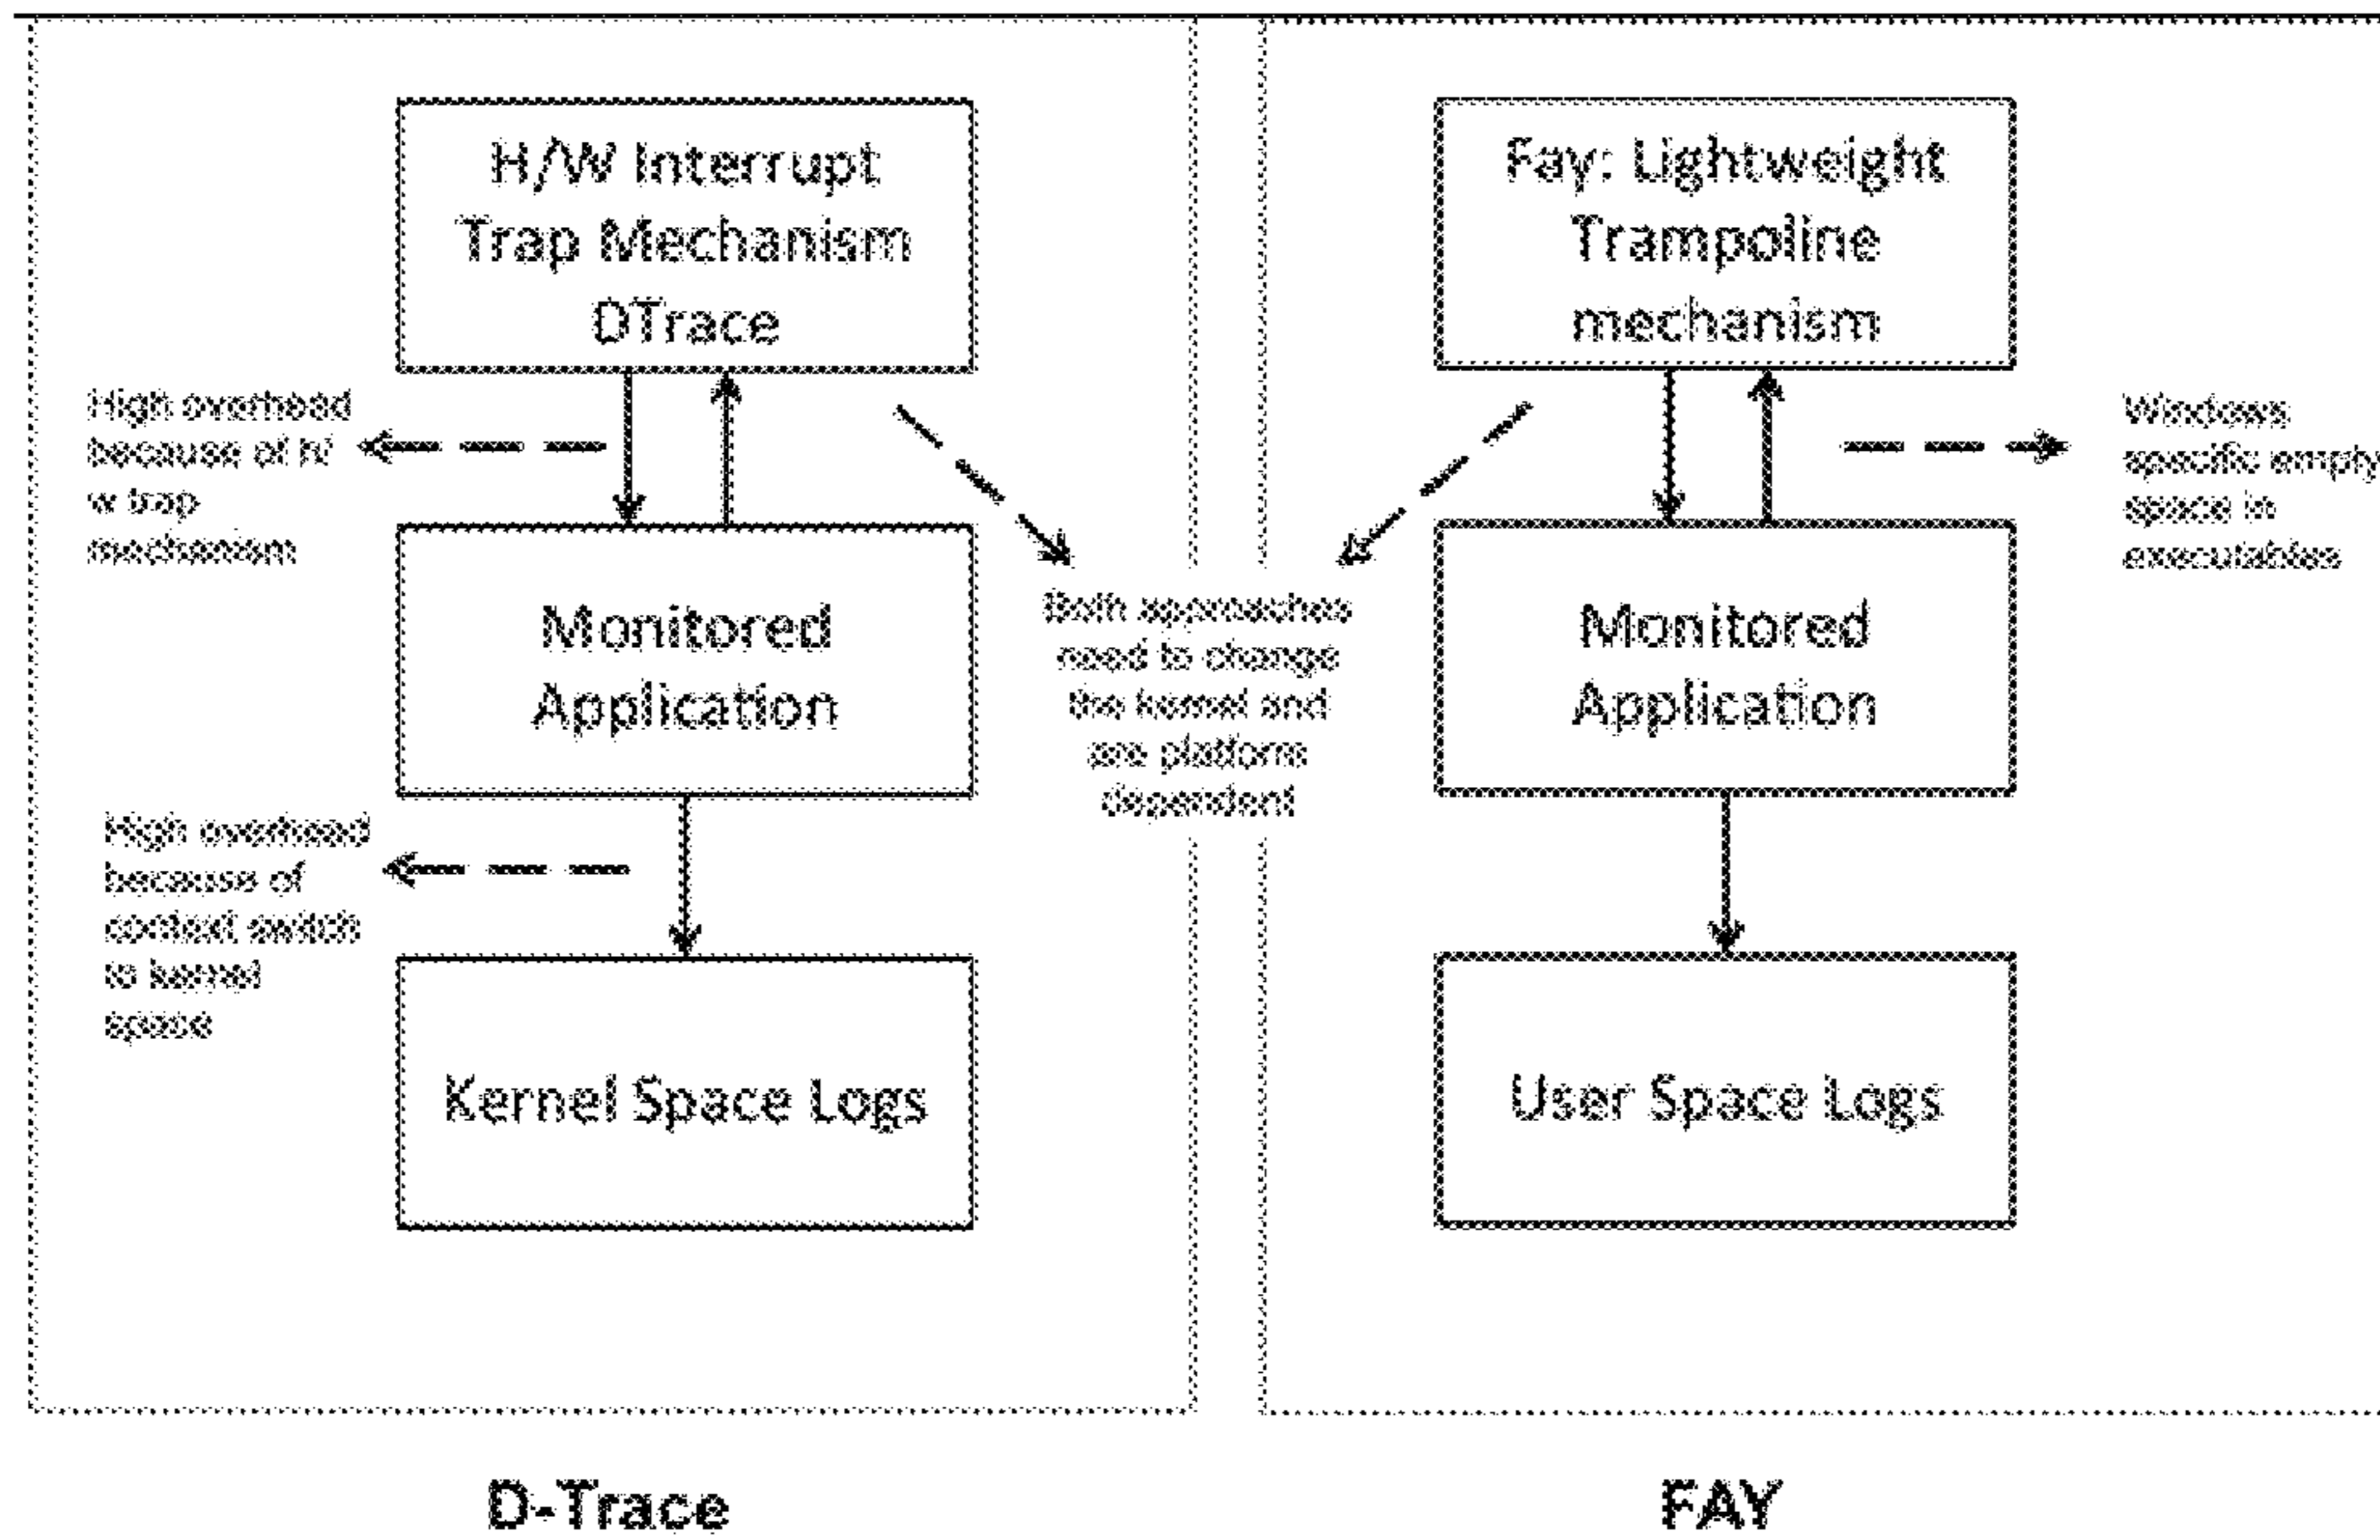 H/W Interrupt
Trap Mechanism
DTrace
High overhead
because of h/
w trap
mechanism
Monitored
Application
High overhead
because of
context switch
to kernel
space
Kernel Space Logs
Both approaches
need to change
the kernel and
are platform
dependent
Fay: Lightweight
Trampoline
mechanism
Windows
specific empty
space in
executables
Monitored
Application
User Space Logs
D-Trace
FAY